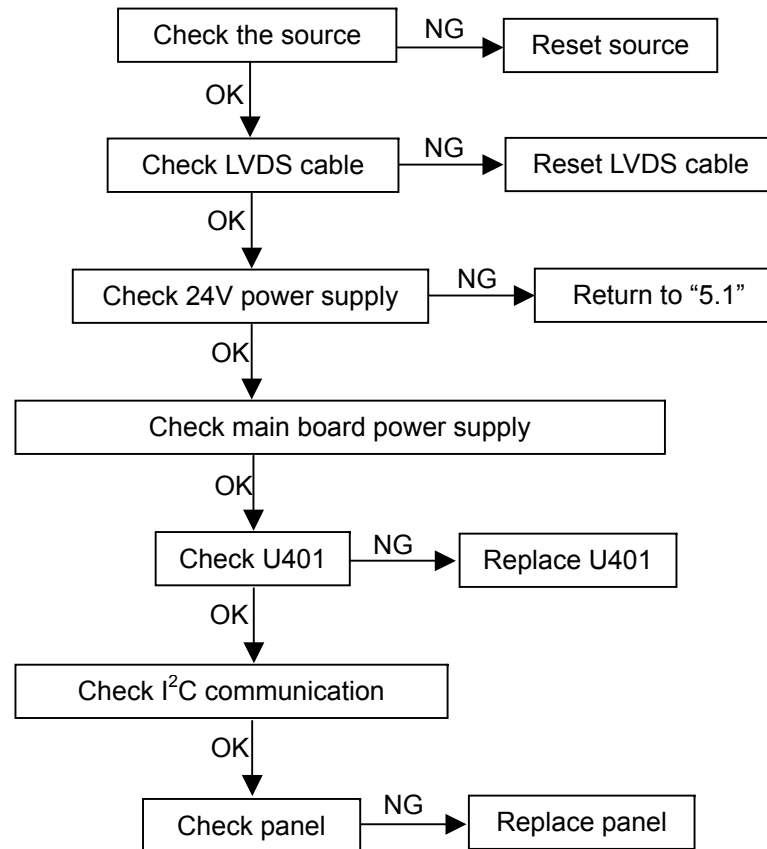 Check the source
NG
Reset source
OK
Check LVDS cable
NG
Reset LVDS cable
OK
Check 24V power supply
NG
Return to “5.1”
OK
Check main board power supply
OK
Check U401
NG
Replace U401
OK
Check I²C communication
OK
Check panel
NG
Replace panel